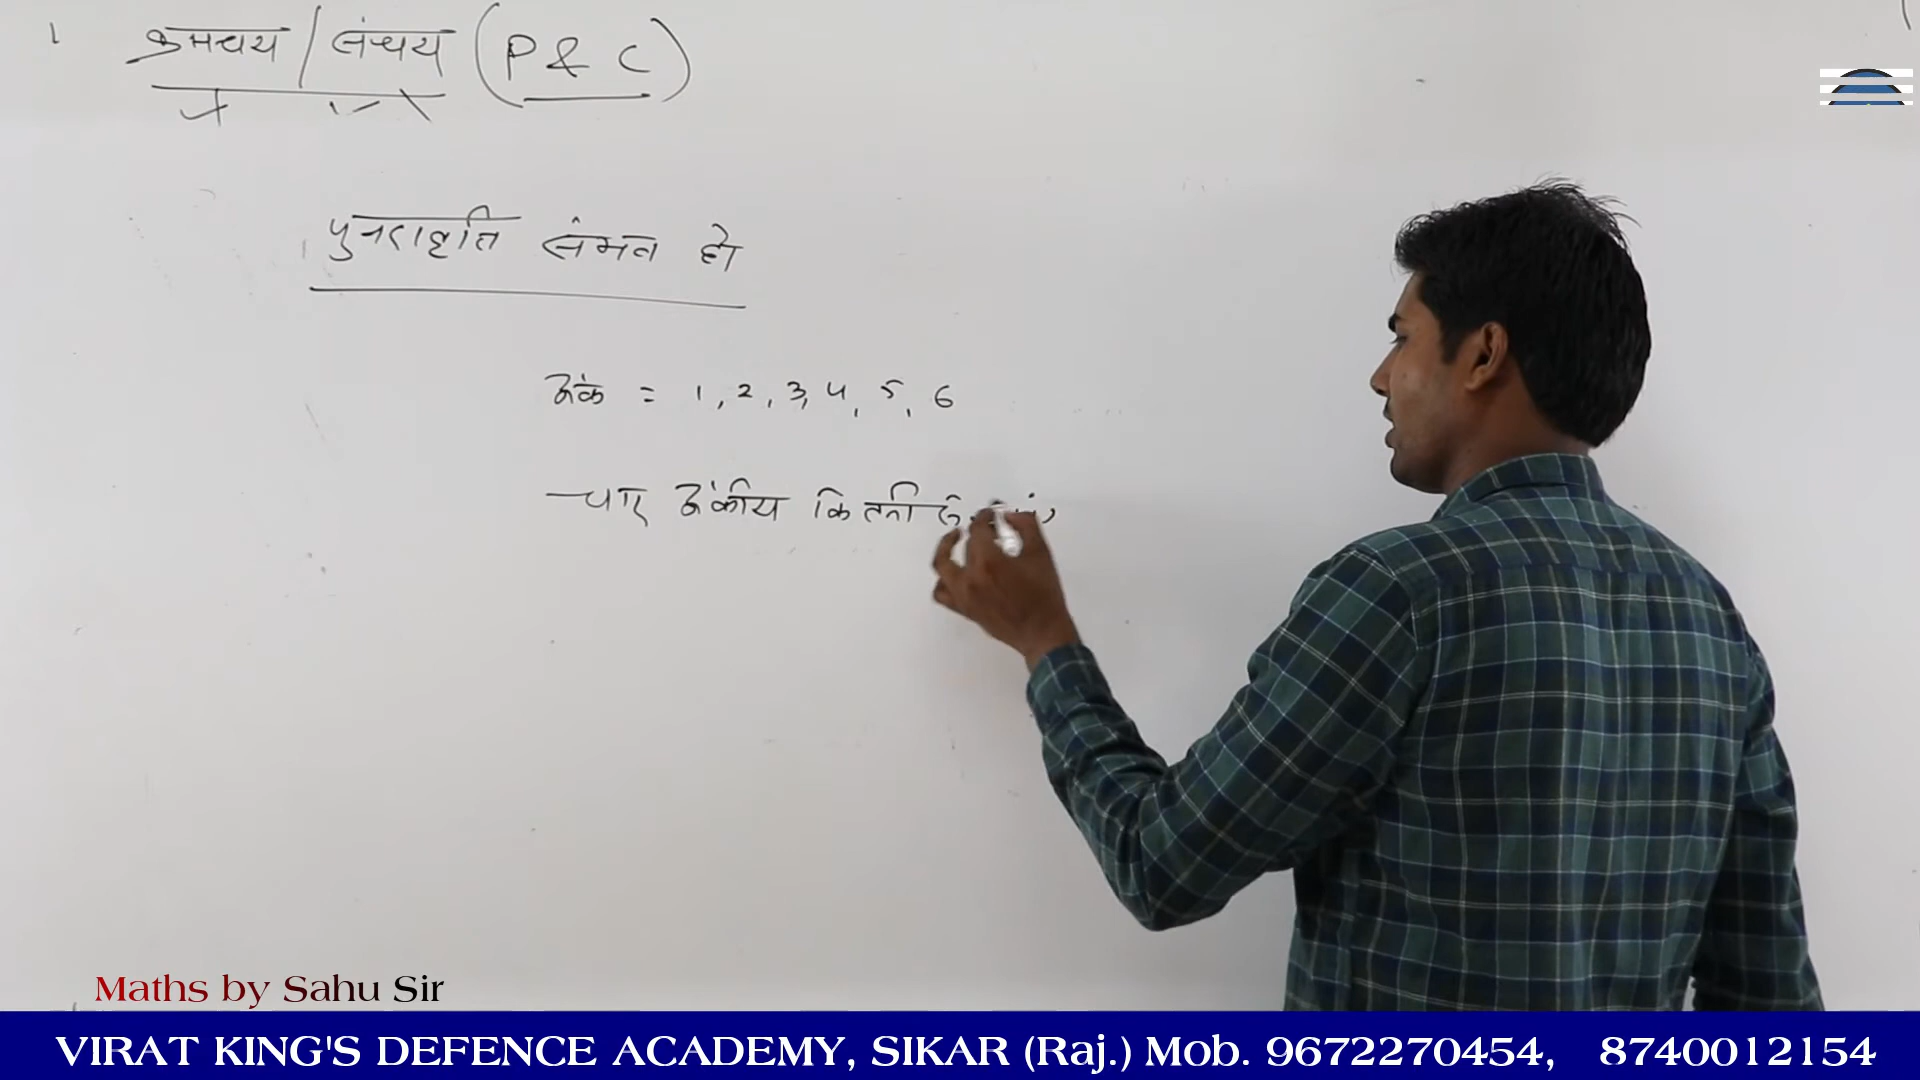 क्रमचय / संचय (P & C)
पुनरावृति संभव हो
अंक = 1, 2, 3, 4, 5, 6
चार अंकीय कितनी
Maths by Sahu Sir
VIRAT KING'S DEFENCE ACADEMY, SIKAR (Raj.) Mob. 9672270454, 8740012154